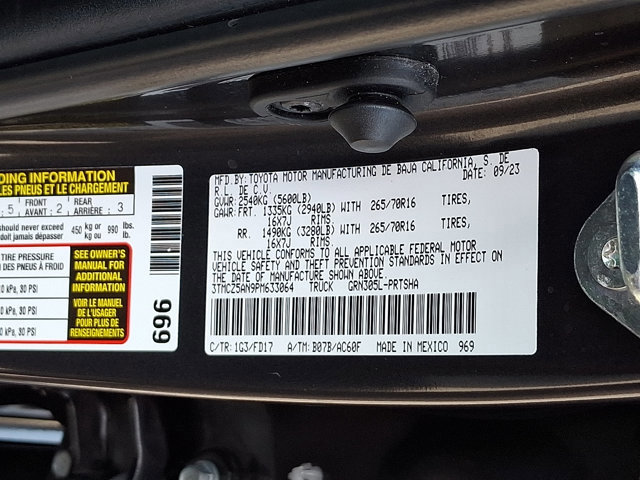 DING INFORMATION
LES PNEUS ET LE CHARGEMENT
5 FRONT AVANT: 2 REAR ARRIÈRE: 3
should never exceed 450 kg or 990 lbs.
doit jamais dépasser kg ou lb.
TIRE PRESSURE
DES PNEUS À FROID
0 kPa, 30 PSI
0 kPa, 30 PSI
SEE OWNER'S
MANUAL FOR
ADDITIONAL
INFORMATION
VOIR LE MANUEL
DE L'USAGER
POUR PLUS DE
RENSEIGNEMENTS
969
MFD.BY: TOYOTA MOTOR MANUFACTURING DE BAJA CALIFORNIA, S. DE
R.L. DE C.V. DATE: 09/23
GVWR: 2540KG (5600LB)
GAWR: FRT. 1335KG (2940LB) WITH 265/70R16 TIRES,
16X7J RIMS.
RR. 1490KG (3280LB) WITH 265/70R16 TIRES,
16X7J RIMS.
THIS VEHICLE CONFORMS TO ALL APPLICABLE FEDERAL MOTOR
VEHICLE SAFETY AND THEFT PREVENTION STANDARDS IN EFFECT
ON THE DATE OF MANUFACTURE SHOWN ABOVE.
3TMCZ5AN9PM633064 TRUCK GRN305L-PRTSHA
C/TR: 1G3/FD17 A/TM: B07B/AC60F MADE IN MEXICO 969